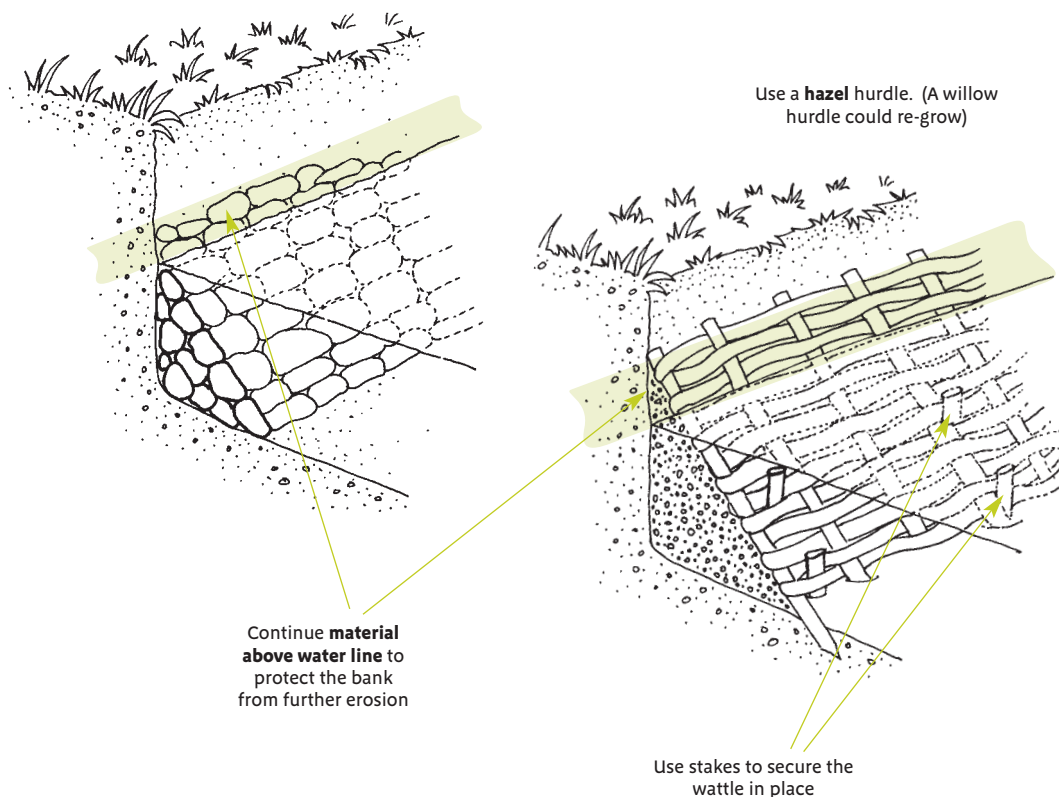 Use a hazel hurdle. (A willow
hurdle could re-grow)
Continue material
above water line to
protect the bank
from further erosion
Use stakes to secure the
wattle in place